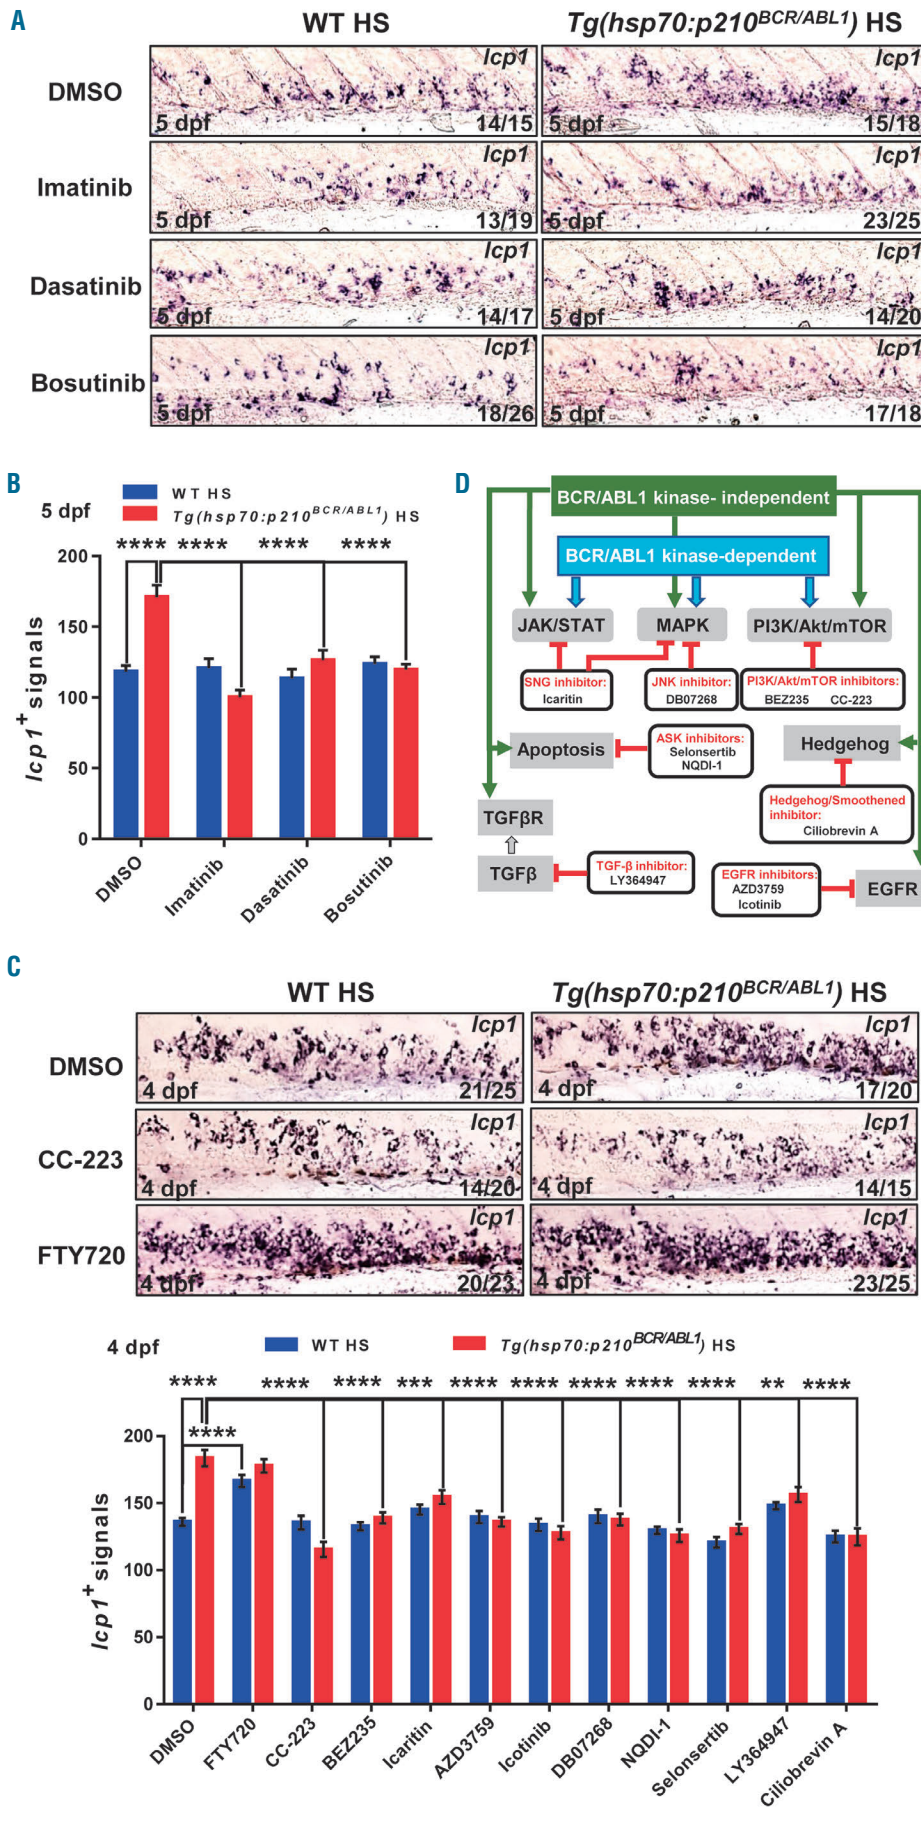 A
WT HS
Tg(hsp70:p210BCR/ABL1) HS
DMSO
lcp1
5 dpf
14/15
lcp1
5 dpf
15/18
Imatinib
lcp1
5 dpf
13/19
lcp1
5 dpf
23/25
Dasatinib
lcp1
5 dpf
14/17
lcp1
5 dpf
14/20
Bosutinib
lcp1
5 dpf
18/26
lcp1
5 dpf
17/18
B
5 dpf
WT HS
Tg(hsp70:p210BCR/ABL1) HS
**** **** **** ****
lcp1+ signals
200
150
100
50
0
DMSO
Imatinib
Dasatinib
Bosutinib
D
BCR/ABL1 kinase- independent
BCR/ABL1 kinase-dependent
JAK/STAT
MAPK
PI3K/Akt/mTOR
SNG inhibitor:
Icaritin
JNK inhibitor:
DB07268
PI3K/Akt/mTOR inhibitors:
BEZ235 CC-223
Apoptosis
ASK inhibitors:
Selonsertib
NQDI-1
Hedgehog
Hedgehog/Smoothened
inhibitor:
Ciliobrevin A
TGFβR
TGFβ
TGF-β inhibitor:
LY364947
EGFR inhibitors:
AZD3759
Icotinib
EGFR
C
WT HS
Tg(hsp70:p210BCR/ABL1) HS
DMSO
lcp1
4 dpf
21/25
lcp1
4 dpf
17/20
CC-223
lcp1
4 dpf
14/20
lcp1
4 dpf
14/15
FTY720
lcp1
4 dpf
20/23
lcp1
4 dpf
23/25
4 dpf
WT HS
Tg(hsp70:p210BCR/ABL1) HS
**** **** **** *** **** **** **** **** **** ** ****
****
lcp1+ signals
200
150
100
50
0
DMSO
FTY720
CC-223
BEZ235
Icaritin
AZD3759
Icotinib
DB07268
NQDI-1
Selonsertib
LY364947
Ciliobrevin A